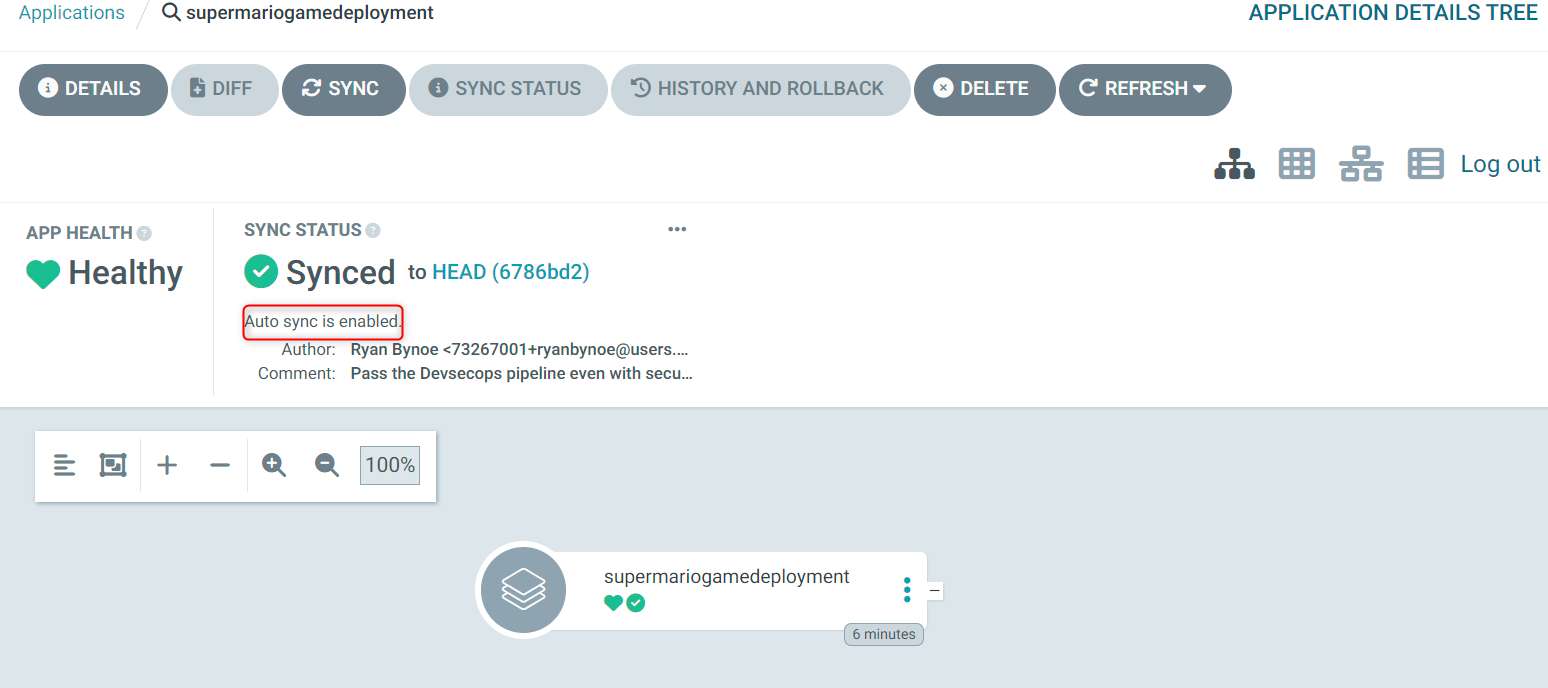 Applications / supermariogamedeployment
APPLICATION DETAILS TREE
DETAILS DIFF SYNC SYNC STATUS HISTORY AND ROLLBACK DELETE REFRESH
Log out
APP HEALTH ?
Healthy
SYNC STATUS ?
Synced to HEAD (6786bd2)
Auto sync is enabled.
Author: Ryan Bynoe <73267001+ryanbynoe@users.…
Comment: Pass the Devsecops pipeline even with secu…
100%
supermariogamedeployment
6 minutes